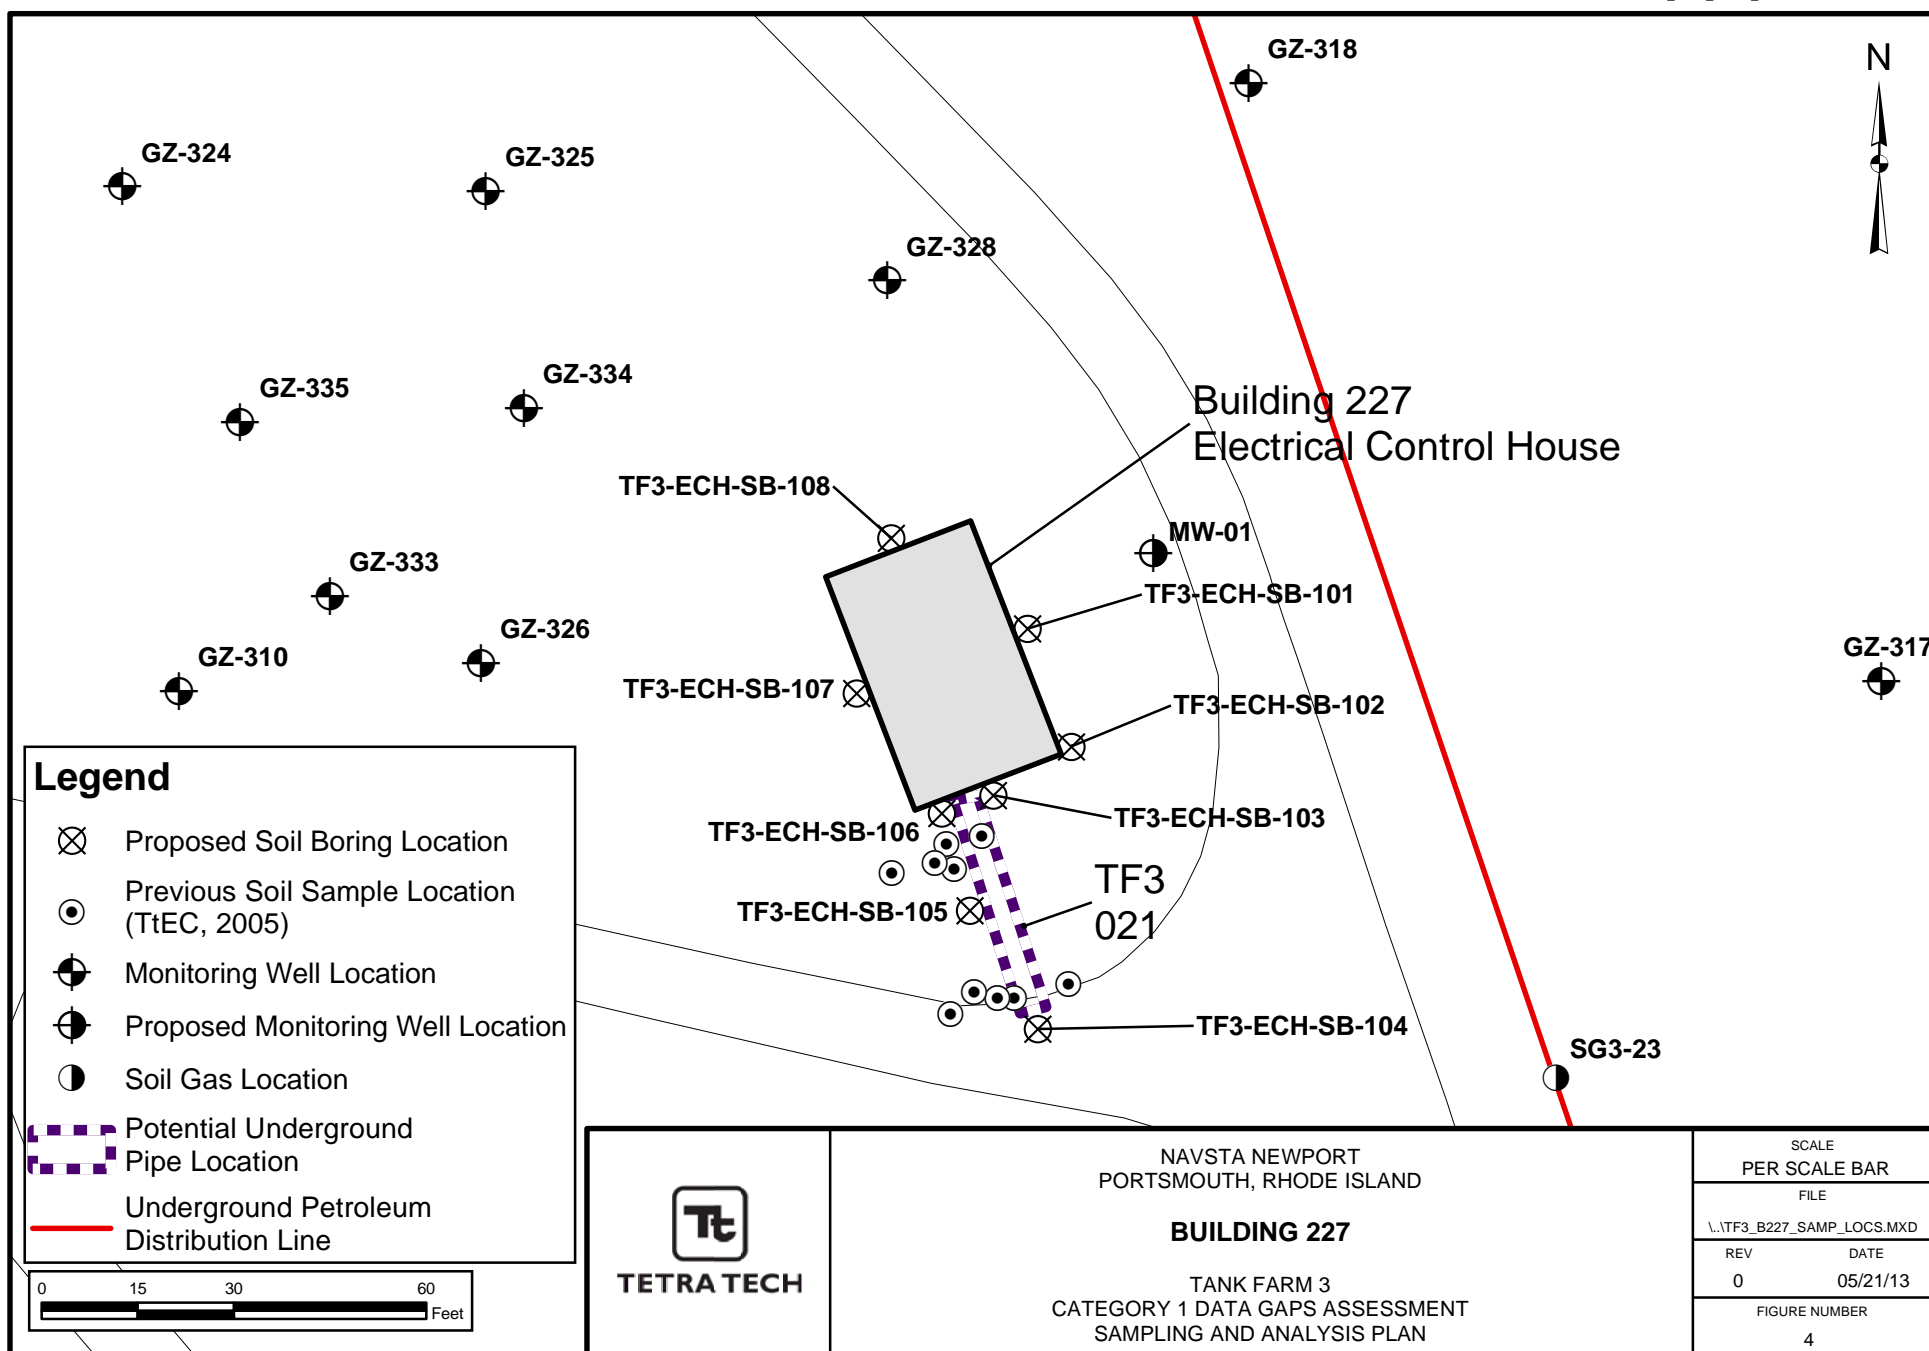 N
GZ-318
GZ-324
GZ-325
GZ-328
GZ-335
GZ-334
Building 227
Electrical Control House
TF3-ECH-SB-108
MW-01
GZ-333
TF3-ECH-SB-101
GZ-326
GZ-310
GZ-317
TF3-ECH-SB-107
TF3-ECH-SB-102
TF3-ECH-SB-103
TF3-ECH-SB-106
TF3
021
TF3-ECH-SB-105
TF3-ECH-SB-104
SG3-23
Legend
Proposed Soil Boring Location
Previous Soil Sample Location
(TtEC, 2005)
Monitoring Well Location
Proposed Monitoring Well Location
Soil Gas Location
Potential Underground
Pipe Location
Underground Petroleum
Distribution Line
0 15 30 60
Feet
Tt
TETRA TECH
NAVSTA NEWPORT
PORTSMOUTH, RHODE ISLAND
BUILDING 227
TANK FARM 3
CATEGORY 1 DATA GAPS ASSESSMENT
SAMPLING AND ANALYSIS PLAN
SCALE
PER SCALE BAR
FILE
\..\TF3_B227_SAMP_LOCS.MXD
REV DATE
0 05/21/13
FIGURE NUMBER
4